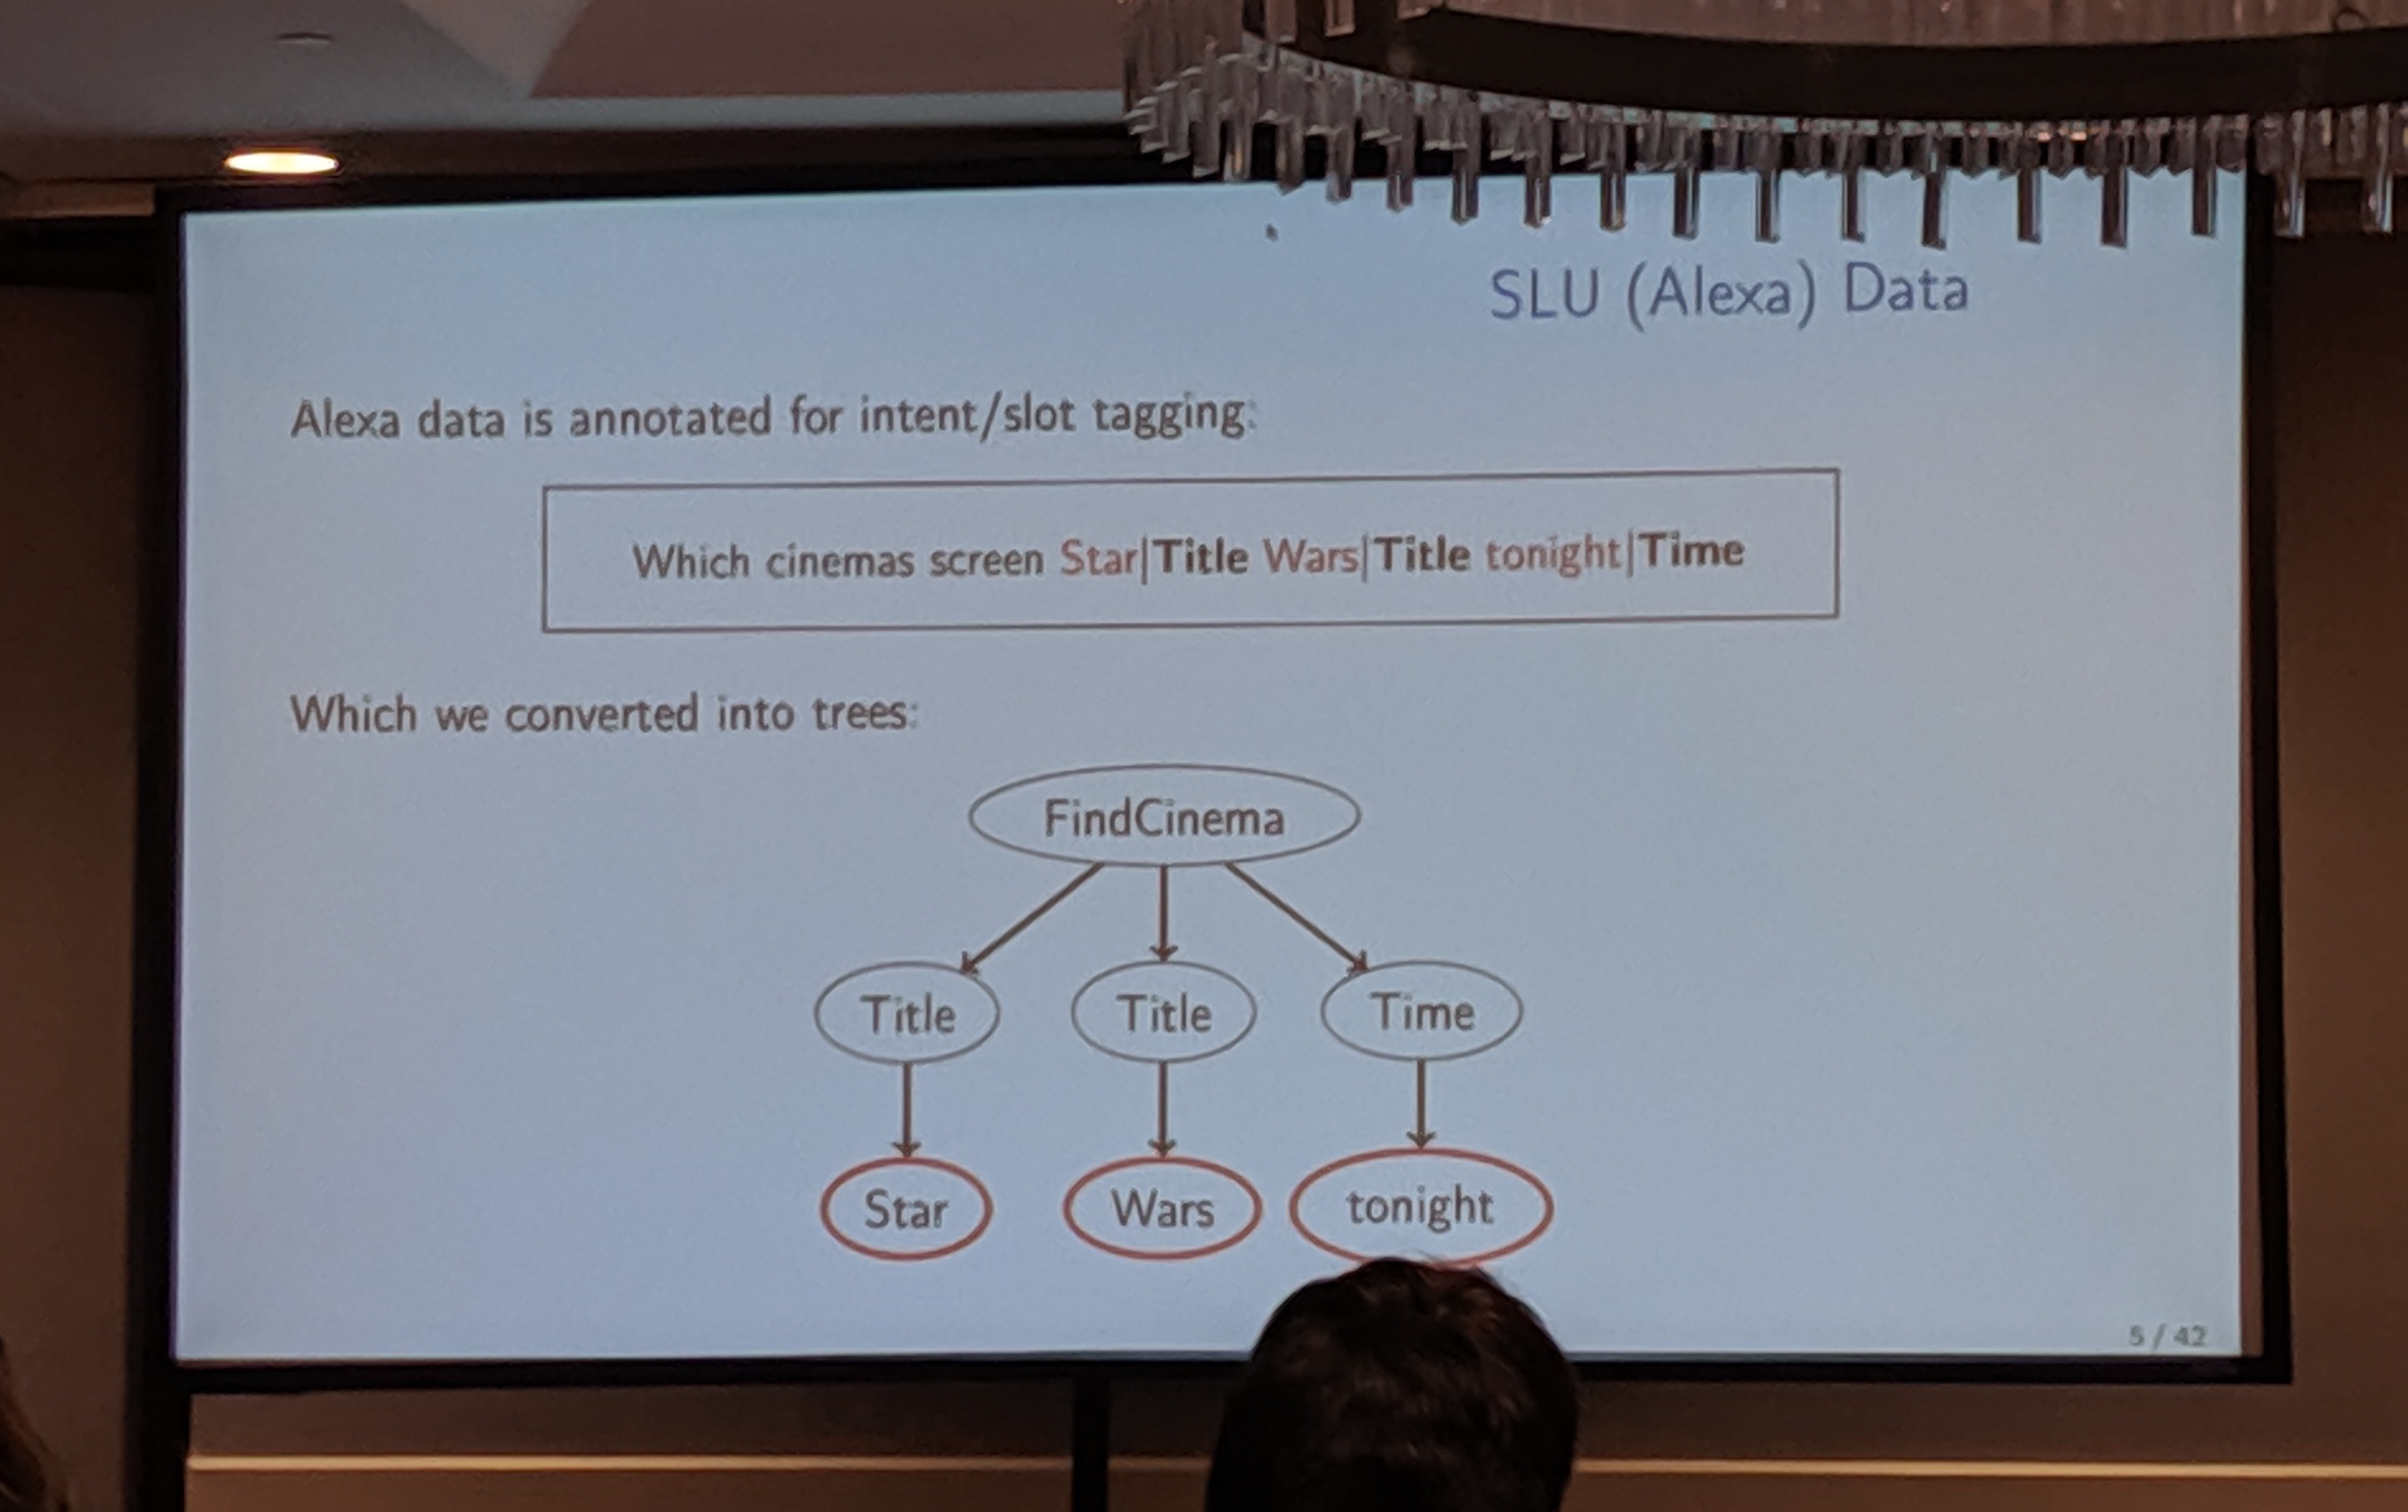 SLU (Alexa) Data
Alexa data is annotated for intent/slot tagging:
Which cinemas screen Star|Title Wars|Title tonight|Time
Which we converted into trees:
FindCinema
Title Title Time
Star Wars tonight
5 / 42